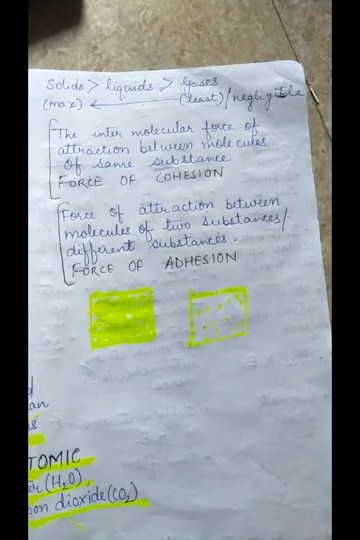 solids > liquids > gases
(max) ← (least)/negligible
The inter molecular force of
attraction between molecules
Of same substance
FORCE OF COHESION
Force of attraction between
molecules of two substances/
different substances.
FORCE OF ADHESION
TOMIC
(H₂O),
on dioxide(CO₂)